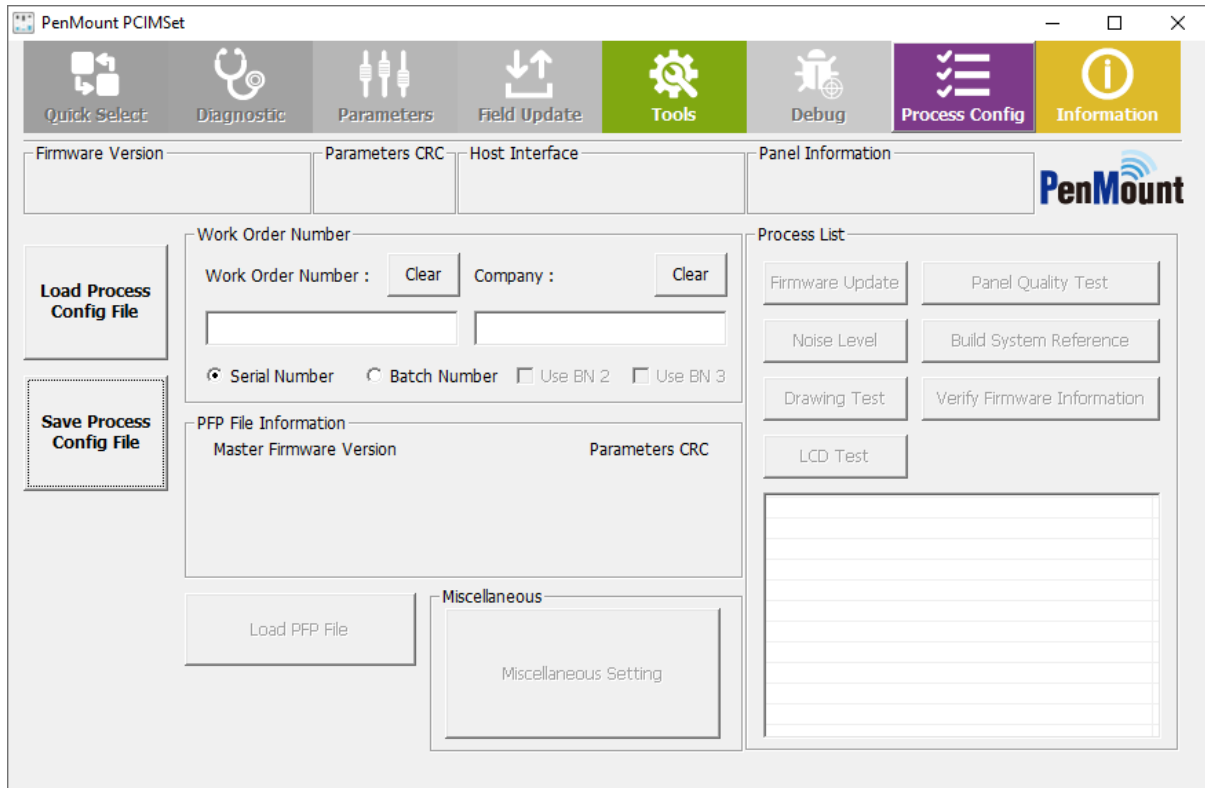 PenMount PCIMSet
Quick Select Diagnostic Parameters Field Update Tools Debug Process Config Information
Firmware Version Parameters CRC Host Interface Panel Information
PenMount
Load Process
Config File
Save Process
Config File
Work Order Number
Work Order Number : Clear Company : Clear
Serial Number Batch Number Use BN 2 Use BN 3
PFP File Information
Master Firmware Version Parameters CRC
Load PFP File
Miscellaneous
Miscellaneous Setting
Process List
Firmware Update Panel Quality Test
Noise Level Build System Reference
Drawing Test Verify Firmware Information
LCD Test